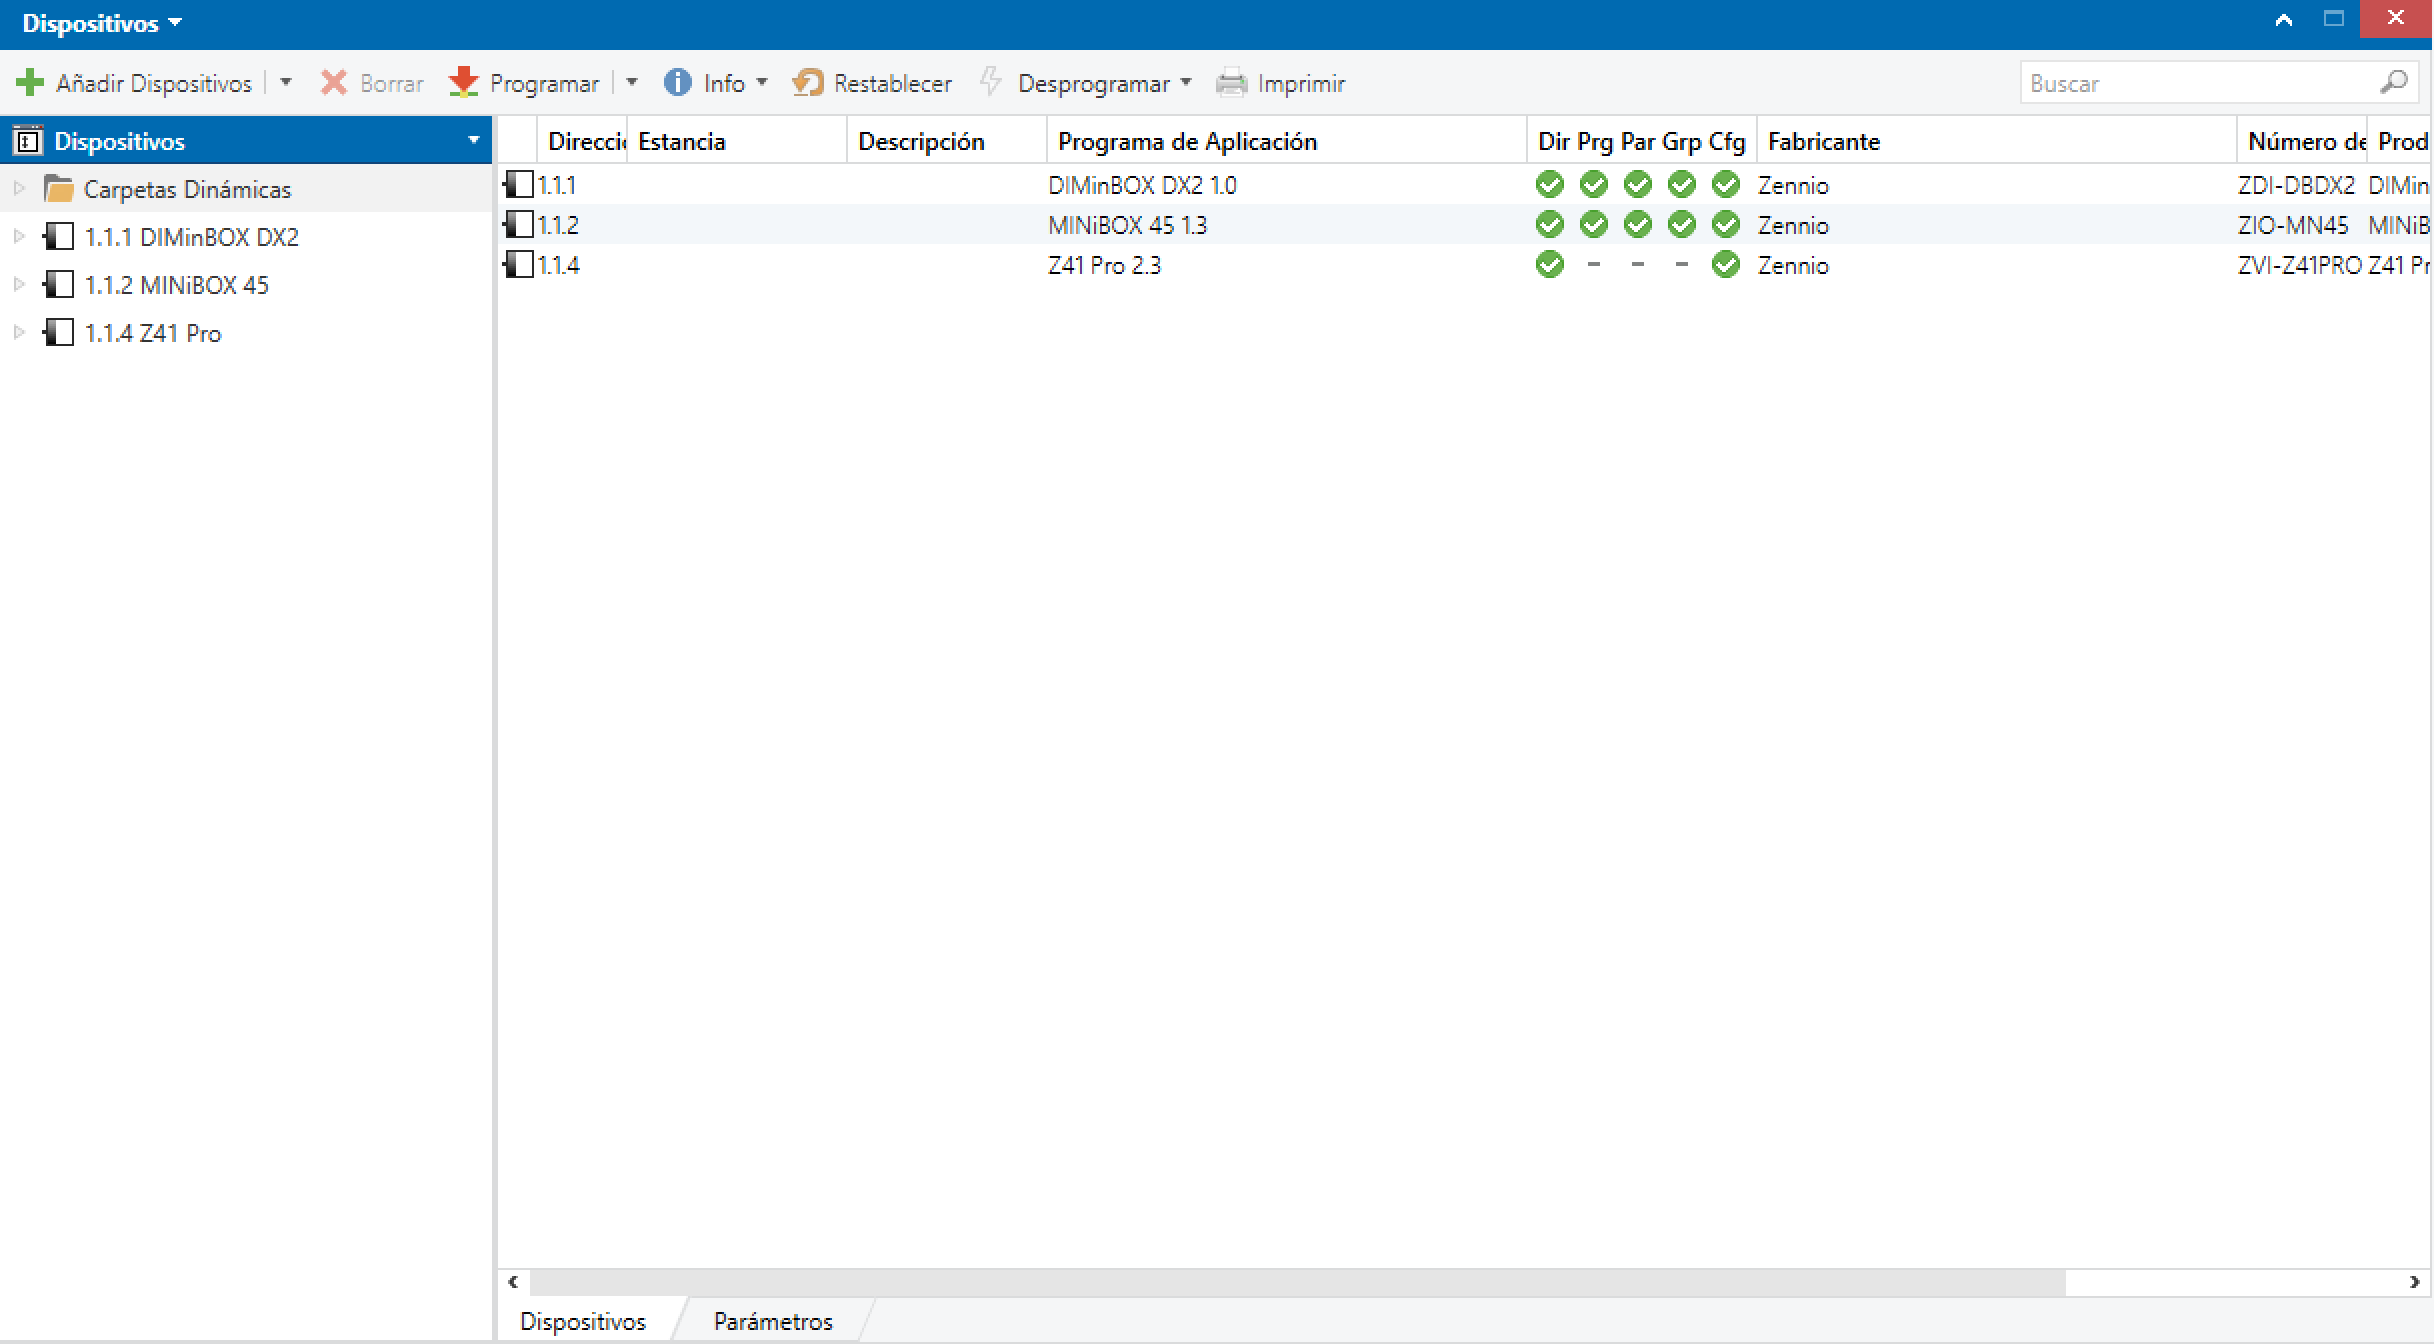 Dispositivos
Añadir Dispositivos Borrar Programar Info Restablecer Desprogramar Imprimir Buscar
Dispositivos
Carpetas Dinámicas
1.1.1 DIMinBOX DX2
1.1.2 MINiBOX 45
1.1.4 Z41 Pro
Direcci Estancia Descripción Programa de Aplicación Dir Prg Par Grp Cfg Fabricante Número de Prod
1.1.1 DIMinBOX DX2 1.0 Zennio ZDI-DBDX2 DIMin
1.1.2 MINiBOX 45 1.3 Zennio ZIO-MN45 MINiB
1.1.4 Z41 Pro 2.3 - - - Zennio ZVI-Z41PRO Z41 Pr
Dispositivos Parámetros